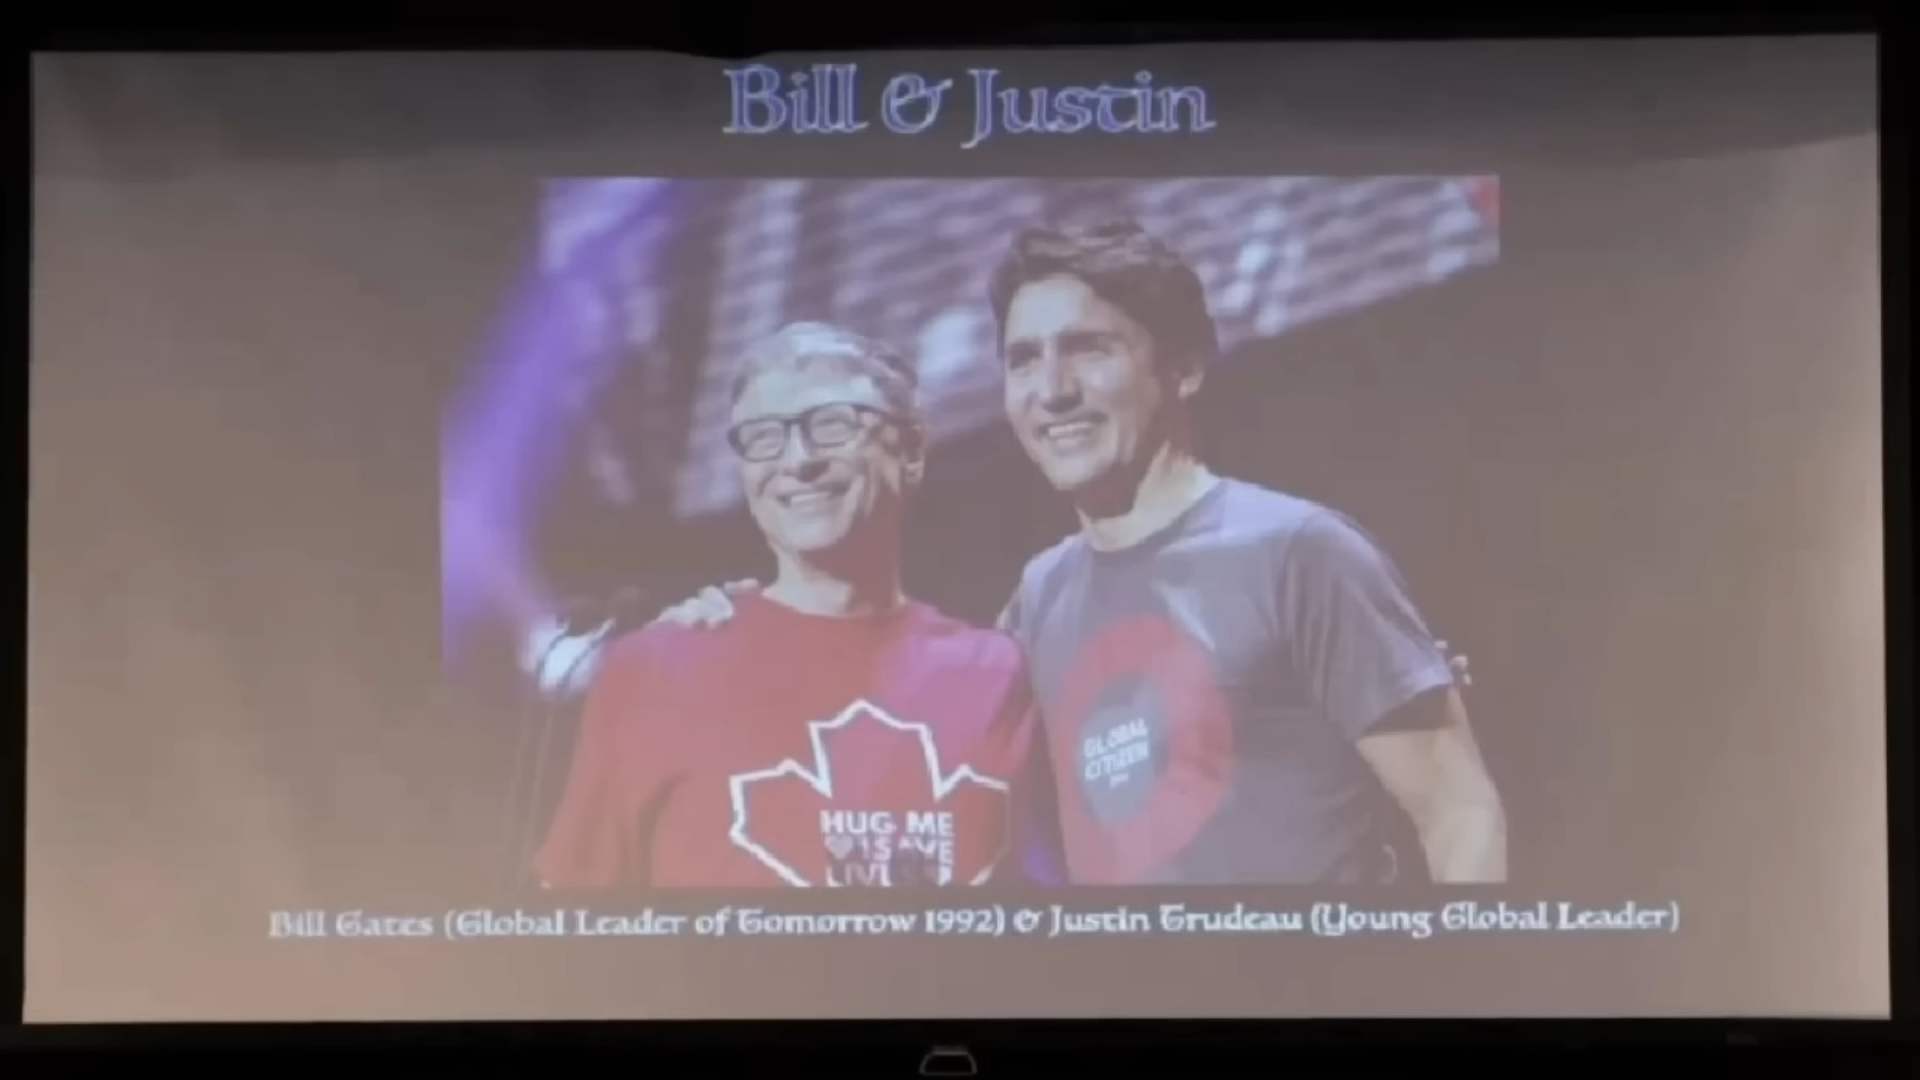 Bill & Justin
HUG ME
GLOBAL
CITIZEN
Bill Gates (Global Leader of Tomorrow 1992) & Justin Trudeau (Young Global Leader)